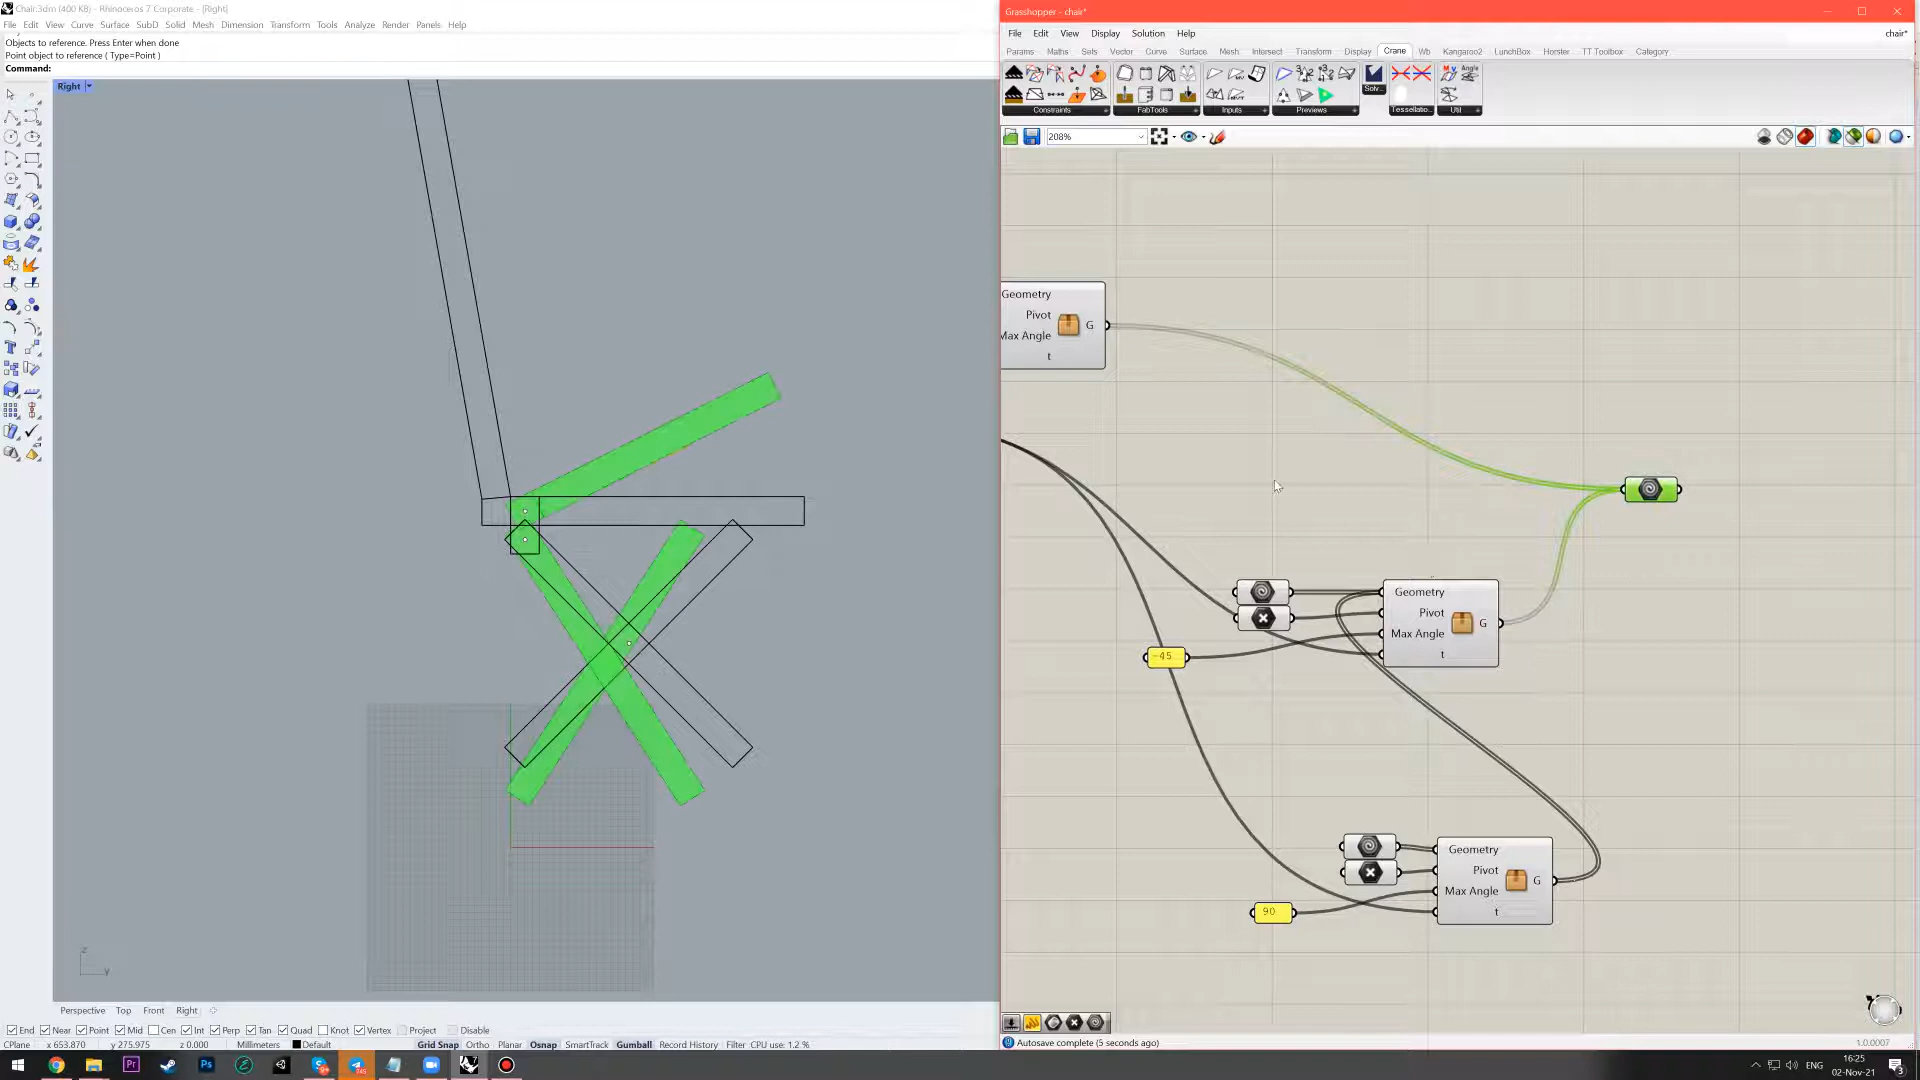 Chair.3dm (400 KB) - Rhinoceros 7 Corporate - [Right]
File Edit View Curve Surface SubD Solid Mesh Dimension Transform Tools Analyze Render Panels Help
Objects to reference. Press Enter when done
Point object to reference ( Type=Point )
Command:
Right
z
y
Perspective Top Front Right
End Near Point Mid Cen Int Perp Tan Quad Knot Vertex Project Disable
CPlane x 653.870 y 275.975 z 0.000 Millimeters Default Grid Snap Ortho Planar Osnap SmartTrack Gumball Record History Filter CPU use: 1.2 %
Grasshopper - chair*
File Edit View Display Solution Help
chair*
Params Maths Sets Vector Curve Surface Mesh Intersect Transform Display Crane Wb Kangaroo2 LunchBox Horster TT Toolbox Category
Solv...
Angle
Constraints FabTools Inputs Previews Tessellatio... Util
208%
Geometry
Pivot
Max Angle
t
G
Geometry
Pivot
Max Angle
t
G
-45
Geometry
Pivot
Max Angle
t
G
90
Autosave complete (5 seconds ago)
1.0.0007
ENG
16:25
02-Nov-21